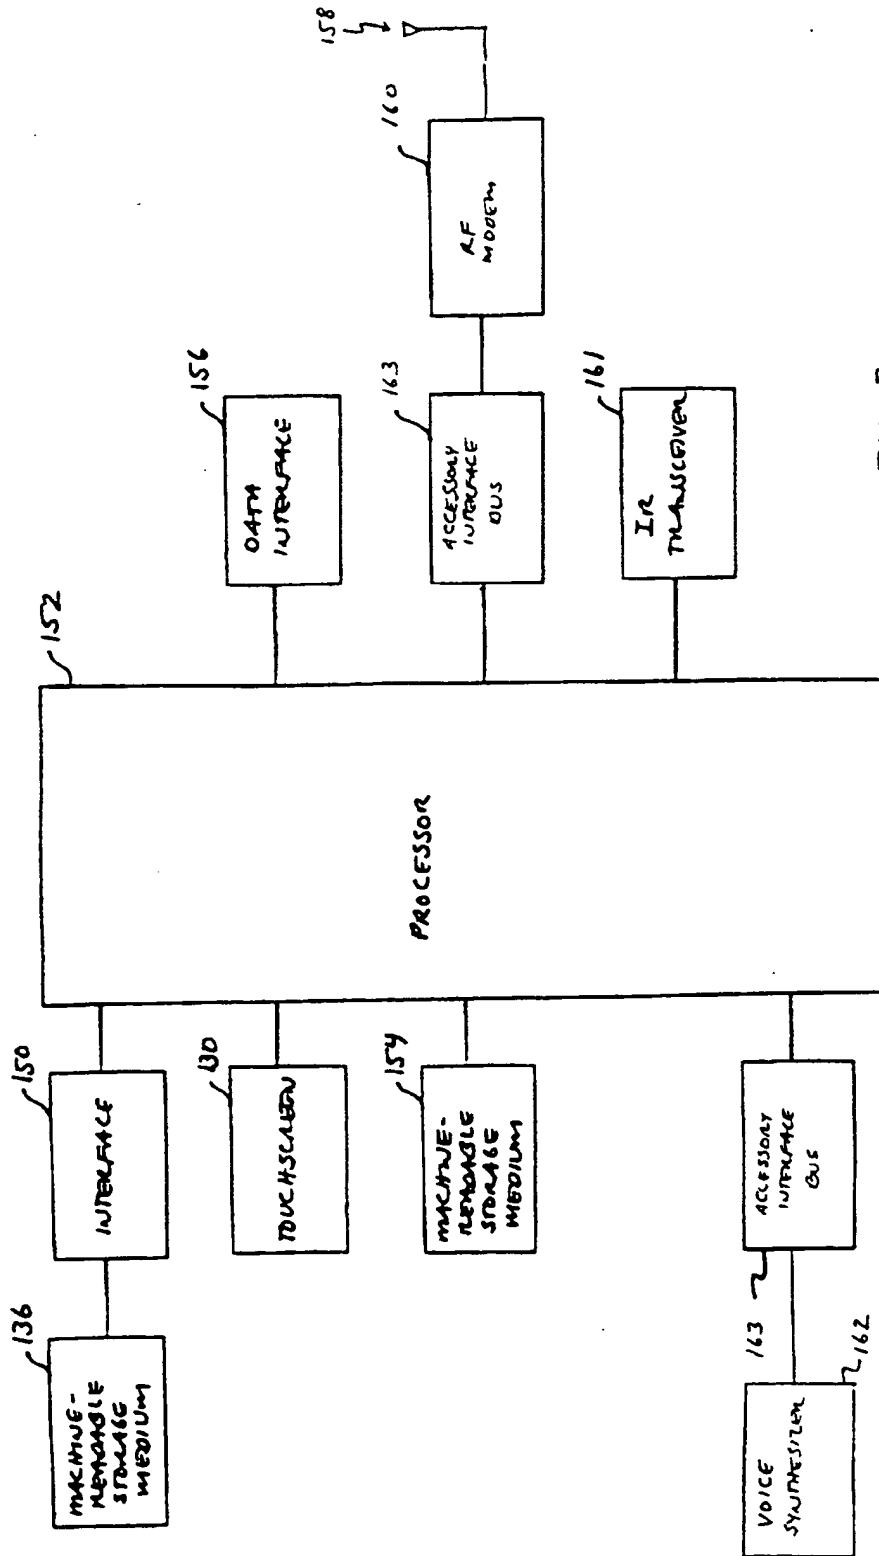 136
MACHINE-
READABLE
STORAGE
MEDIUM
150
INTERFACE
130
TOUCHSCREEN
154
MACHINE-
READABLE
STORAGE
MEDIUM
VOICE
SYNTHESIZER
162
163
ACCESSORY
INTERFACE
BUS
152
PROCESSOR
156
DATA
INTERFACE
163
ACCESSORY
INTERFACE
BUS
160
RF
MODEM
158
161
IR
TRANSCEIVER